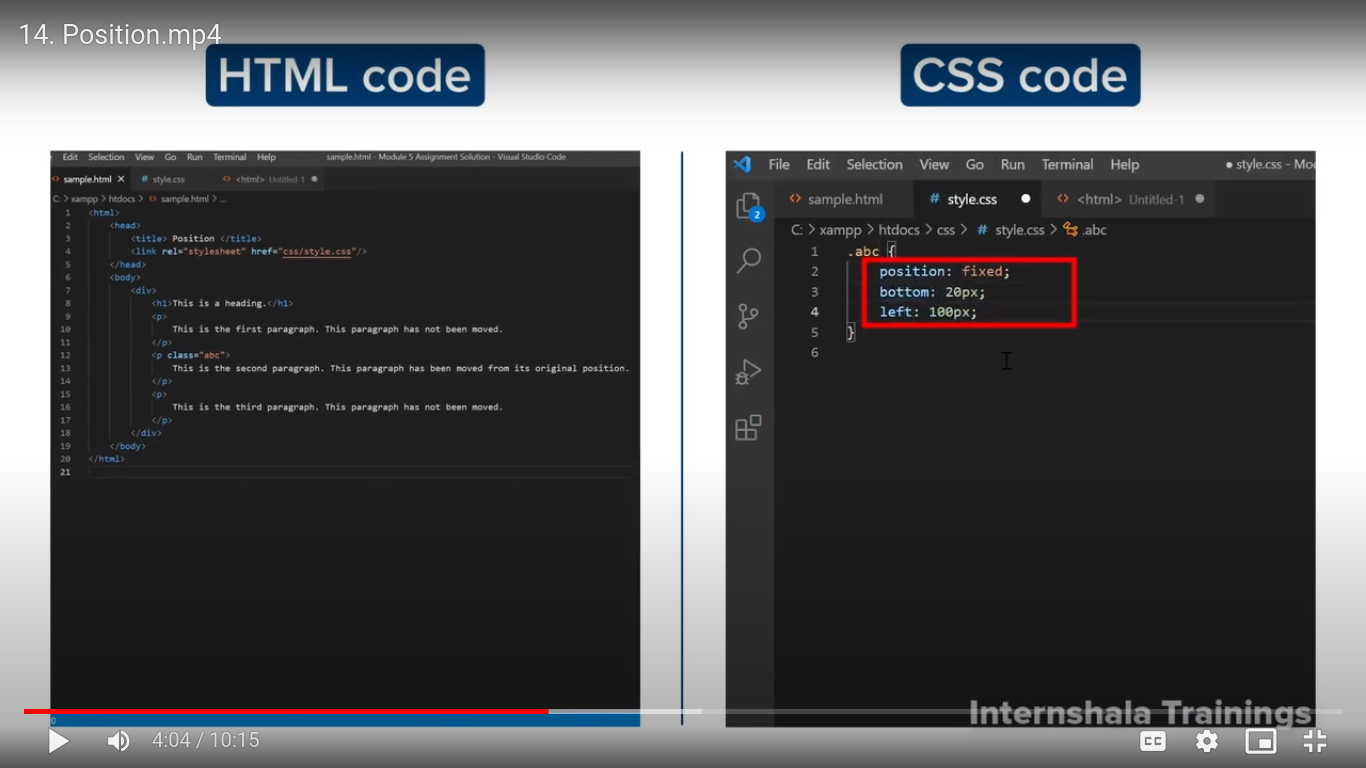 14. Position.mp4
HTML code
CSS code
Edit Selection View Go Run Terminal Help sample.html - Module 5 Assignment Solution - Visual Studio Code
<> sample.html × # style.css <> <html> Untitled-1 ●
C: > xampp > htdocs > <> sample.html > ...
1 <html>
2 <head>
3 <title> Position </title>
4 <link rel="stylesheet" href="css/style.css"/>
5 </head>
6 <body>
7 <div>
8 <h1>This is a heading.</h1>
9 <p>
10 This is the first paragraph. This paragraph has not been moved.
11 </p>
12 <p class="abc">
13 This is the second paragraph. This paragraph has been moved from its original position.
14 </p>
15 <p>
16 This is the third paragraph. This paragraph has not been moved.
17 </p>
18 </div>
19 </body>
20 </html>
21
File Edit Selection View Go Run Terminal Help ● style.css - Mod
<> sample.html # style.css ● <> <html> Untitled-1 ●
2
C: > xampp > htdocs > css > # style.css > .abc
1 .abc {
2 position: fixed;
3 bottom: 20px;
4 left: 100px;
5 }
6
Internshala Trainings
0
4:04 / 10:15
CC